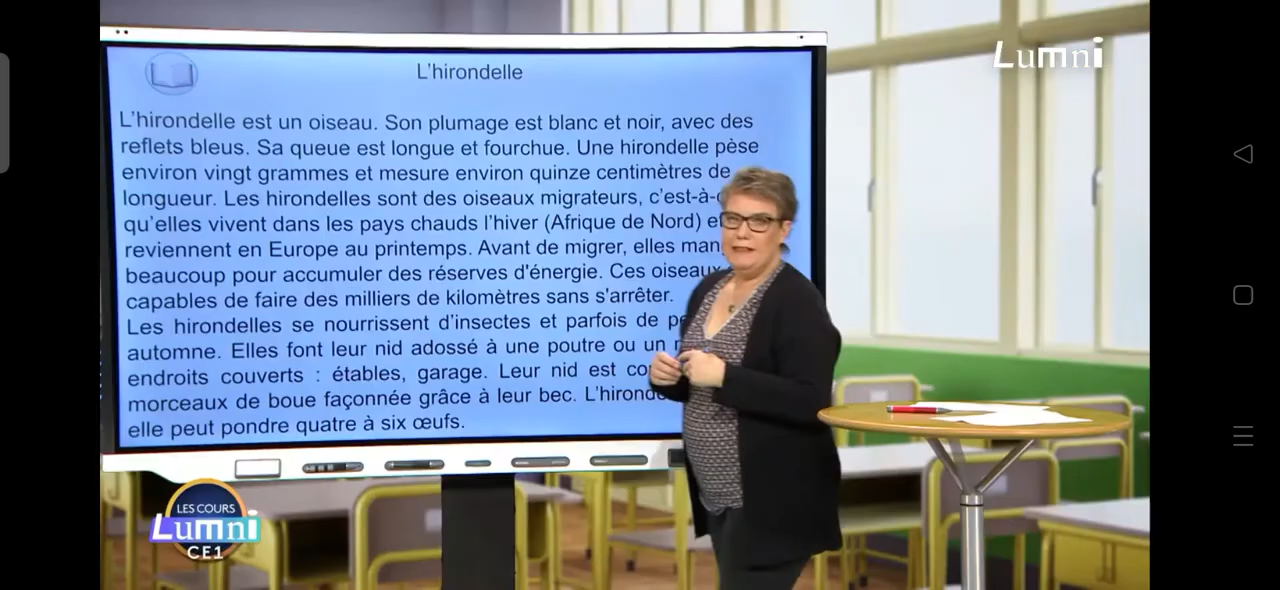 Lumni
L'hirondelle
L'hirondelle est un oiseau. Son plumage est blanc et noir, avec des
reflets bleus. Sa queue est longue et fourchue. Une hirondelle pèse
environ vingt grammes et mesure environ quinze centimètres de
longueur. Les hirondelles sont des oiseaux migrateurs, c'est-à-
qu'elles vivent dans les pays chauds l'hiver (Afrique de Nord)
reviennent en Europe au printemps. Avant de migrer, elles
beaucoup pour accumuler des réserves d'énergie. Ces oiseaux
capables de faire des milliers de kilomètres sans s'arrêter.
Les hirondelles se nourrissent d'insectes et parfois de
automne. Elles font leur nid adossé à une poutre ou un
endroits couverts : étables, garage. Leur nid est
morceaux de boue façonnée grâce à leur bec.
elle peut pondre quatre à six œufs.
LES COURS
Lumni
CE1